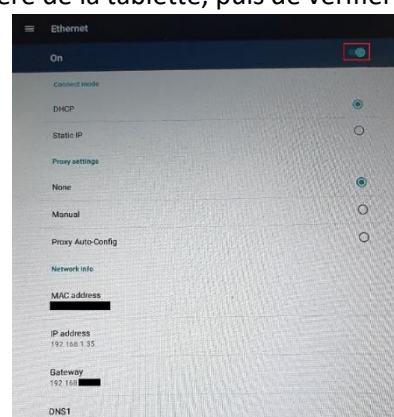 ère de la tablette, puis de vérifier
Ethernet
On
Connect mode
DHCP
Static IP
Proxy settings
None
Manual
Proxy Auto-Config
Network info
MAC address
IP address
192.168.1.35
Gateway
192.168
DNS1